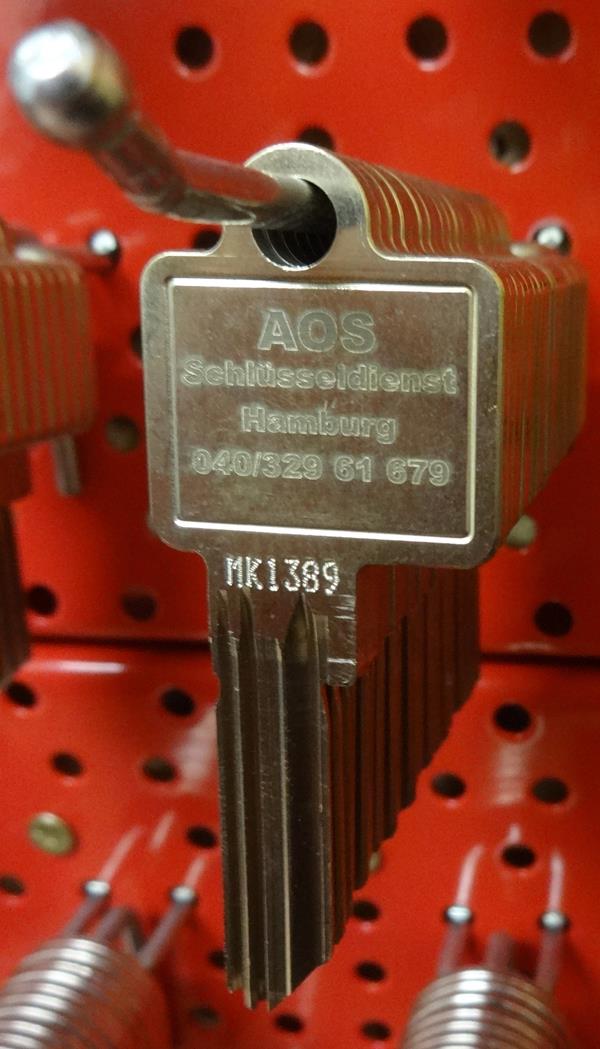 AOS
Schlüsseldienst
Hamburg
040/329 61 679
MK1389